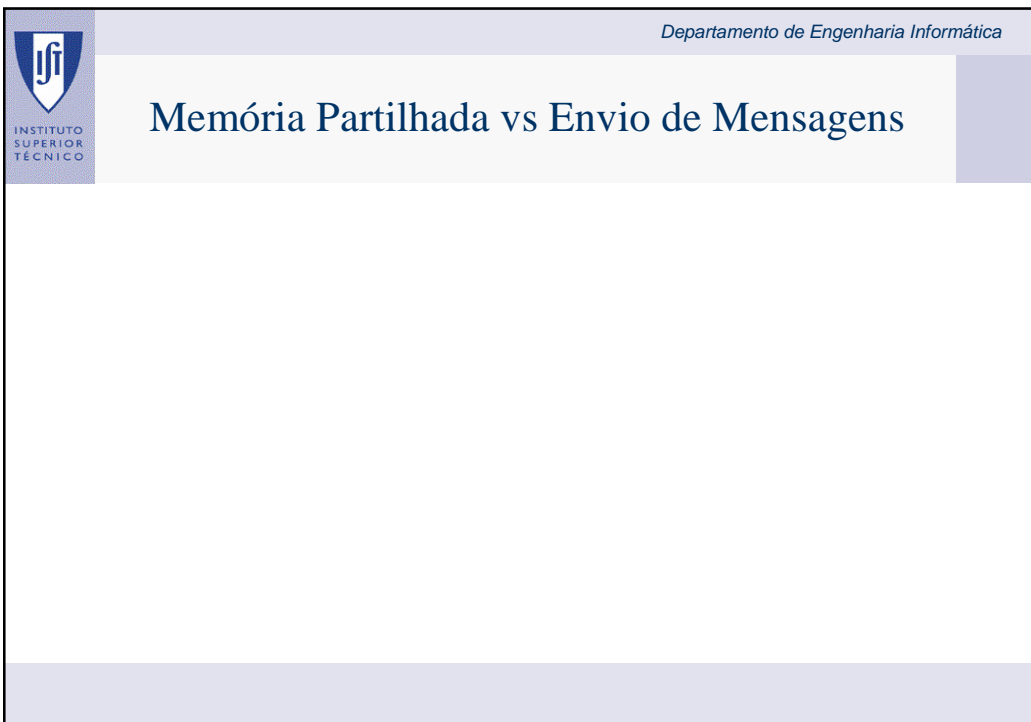 Departamento de Engenharia Informática
INSTITUTO
SUPERIOR
TÉCNICO
Memória Partilhada vs Envio de Mensagens